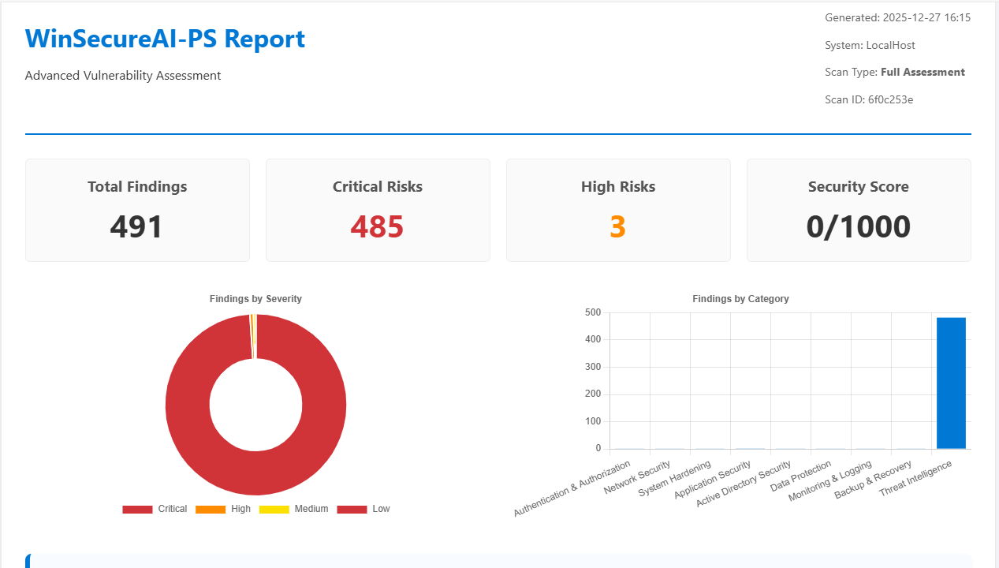 WinSecureAI-PS Report
Advanced Vulnerability Assessment
Generated: 2025-12-27 16:15
System: LocalHost
Scan Type: Full Assessment
Scan ID: 6f0c253e
Total Findings
491
Critical Risks
485
High Risks
3
Security Score
0/1000
Findings by Severity
Critical
High
Medium
Low
Findings by Category
500
400
300
200
100
0
Authentication & Authorization
Network Security
System Hardening
Application Security
Active Directory Security
Data Protection
Monitoring & Logging
Backup & Recovery
Threat Intelligence